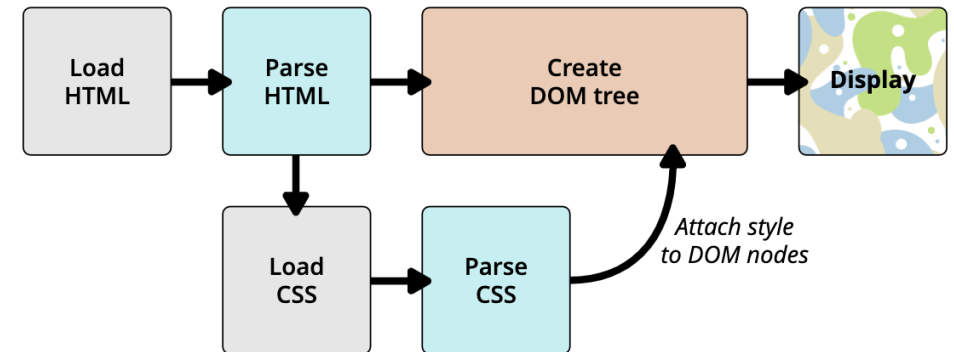 Load
HTML
Parse
HTML
Create
DOM tree
Display
Load
CSS
Parse
CSS
Attach style
to DOM nodes